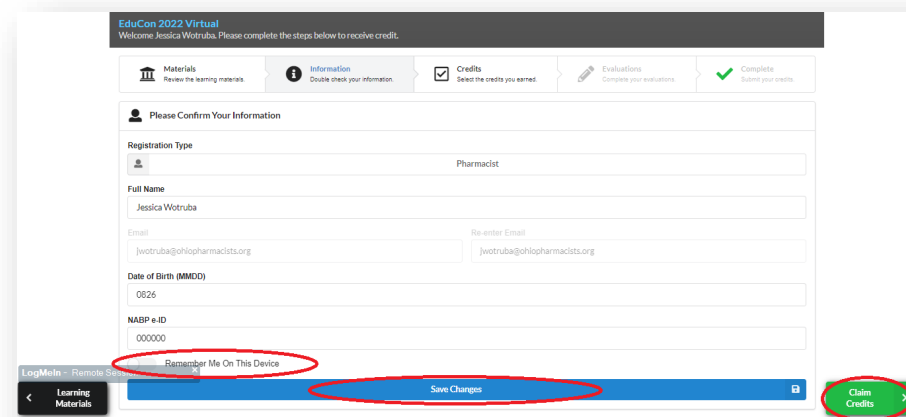 EduCon 2022 Virtual
Welcome Jessica Wotruba. Please complete the steps below to receive credit.
Materials
Review the learning materials.
Information
Double check your information.
Credits
Select the credits you earned.
Evaluations
Complete your evaluations.
Complete
Submit your credits.
Please Confirm Your Information
Registration Type
Pharmacist
Full Name
Jessica Wotruba
Email
Re-enter Email
jwotruba@ohiopharmacists.org
jwotruba@ohiopharmacists.org
Date of Birth (MMDD)
0826
NABP e-ID
000000
Remember Me On This Device
LogMeIn - Remote Session
Save Changes
Learning
Materials
Claim
Credits